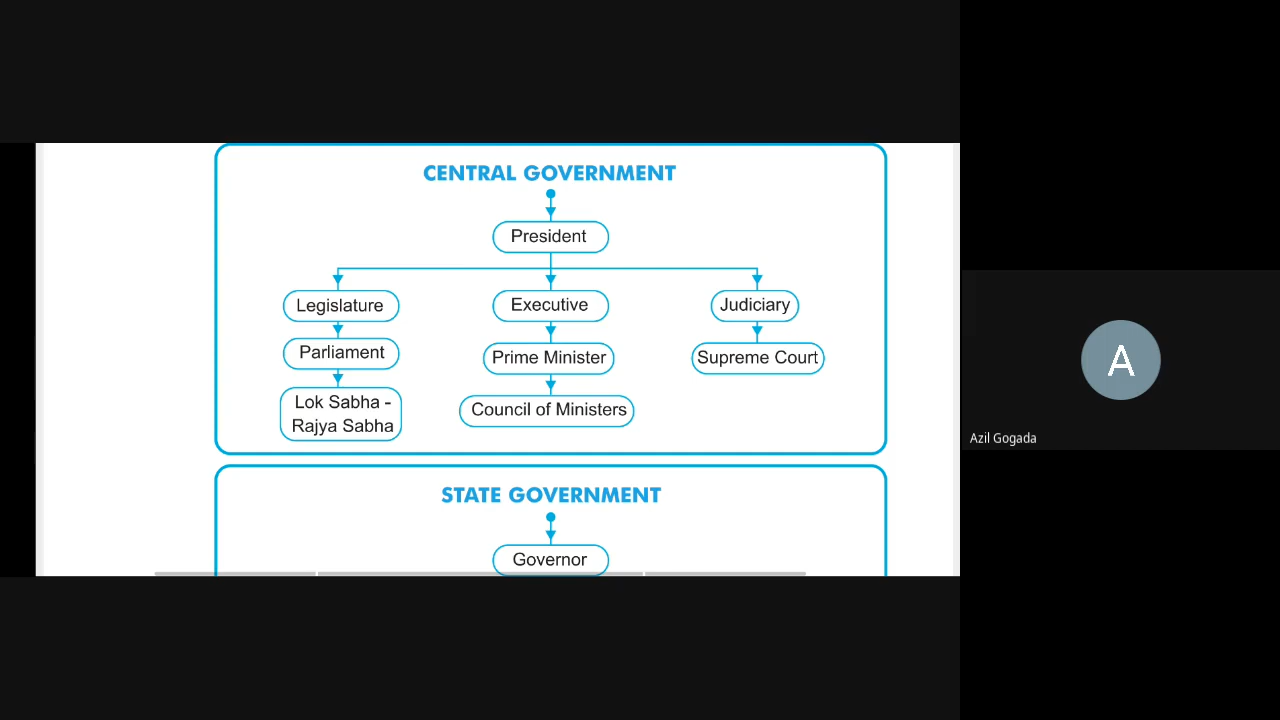 CENTRAL GOVERNMENT
President
Legislature
Executive
Judiciary
Parliament
Prime Minister
Supreme Court
Lok Sabha -
Rajya Sabha
Council of Ministers
STATE GOVERNMENT
Governor
A
Azil Gogada